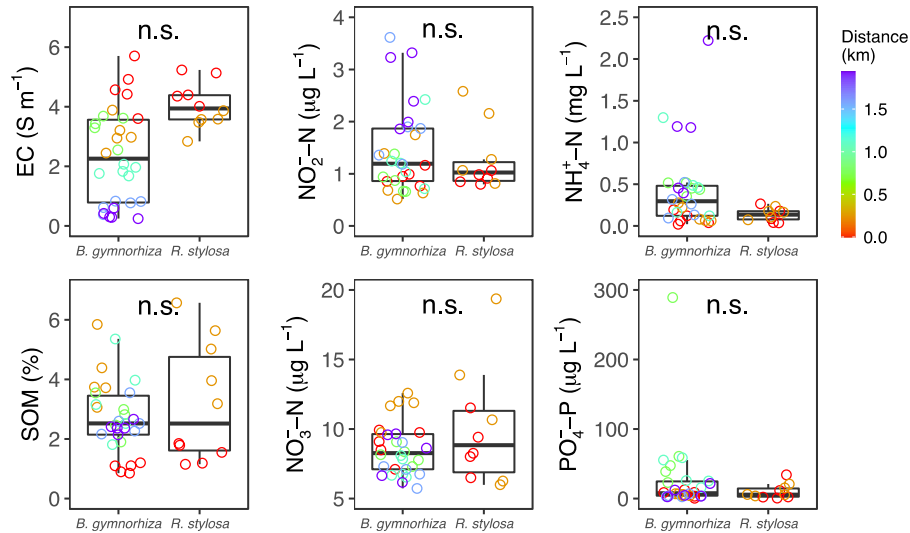 n.s.
6
4
2
0
EC (S m⁻¹)
B. gymnorhiza
R. stylosa
n.s.
4
3
2
1
0
NO₂⁻–N (μg L⁻¹)
B. gymnorhiza
R. stylosa
n.s.
2.5
2.0
1.5
1.0
0.5
0.0
NH₄⁺–N (mg L⁻¹)
B. gymnorhiza
R. stylosa
Distance
(km)
1.5
1.0
0.5
0.0
n.s.
6
4
2
0
SOM (%)
B. gymnorhiza
R. stylosa
n.s.
20
15
10
5
NO₃⁻–N (μg L⁻¹)
B. gymnorhiza
R. stylosa
n.s.
300
200
100
0
PO₄⁻–P (μg L⁻¹)
B. gymnorhiza
R. stylosa